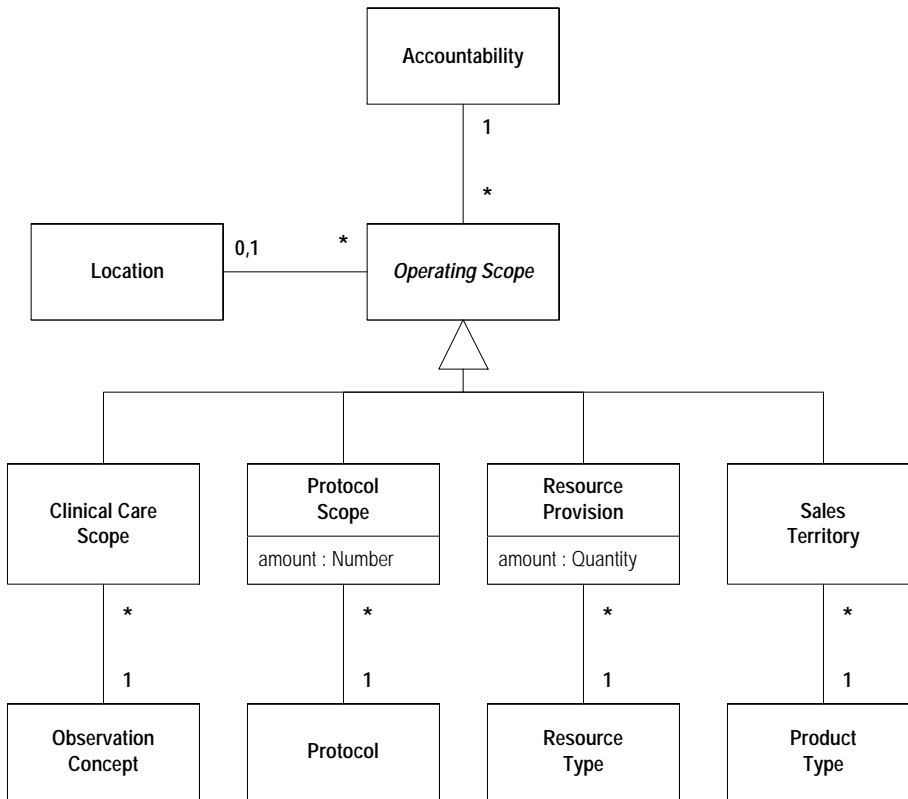 Accountability
1
*
0,1
*
Location
Operating Scope
Clinical Care
Scope
Protocol
Scope
amount : Number
Resource
Provision
amount : Quantity
Sales
Territory
*
*
*
*
1
1
1
1
Observation
Concept
Protocol
Resource
Type
Product
Type